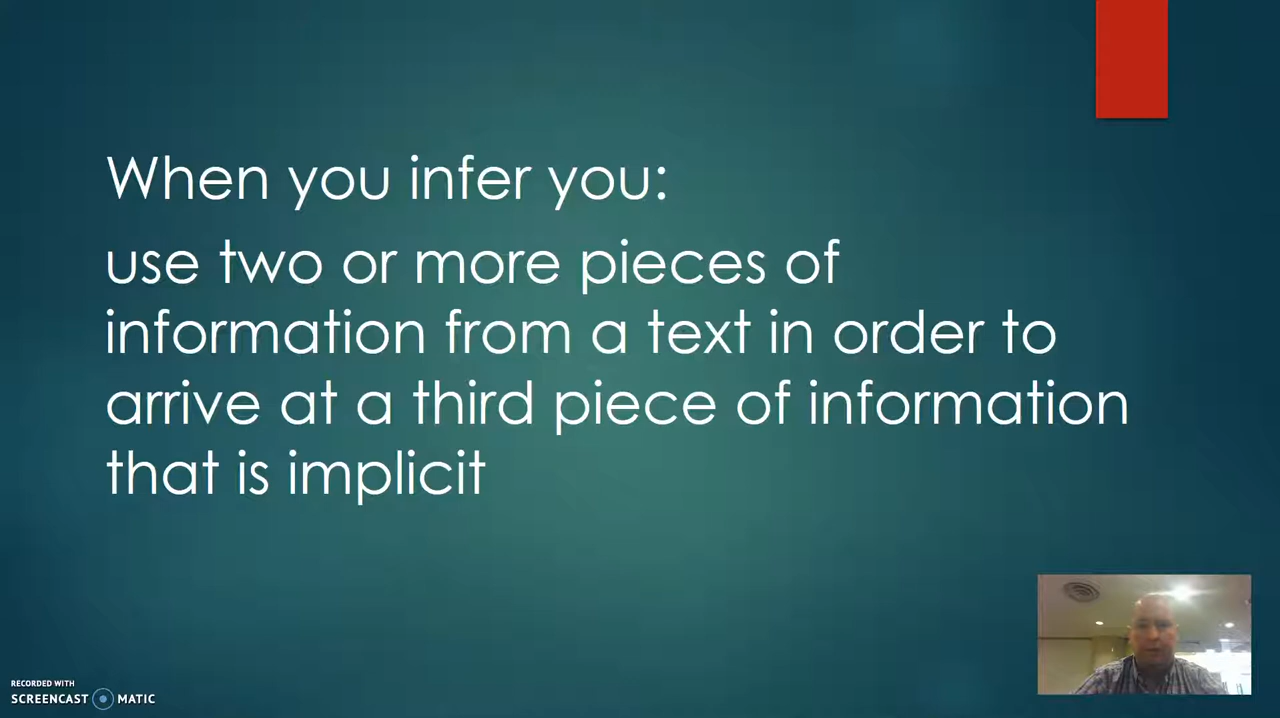 When you infer you:
use two or more pieces of
information from a text in order to
arrive at a third piece of information
that is implicit
RECORDED WITH
SCREENCAST MATIC